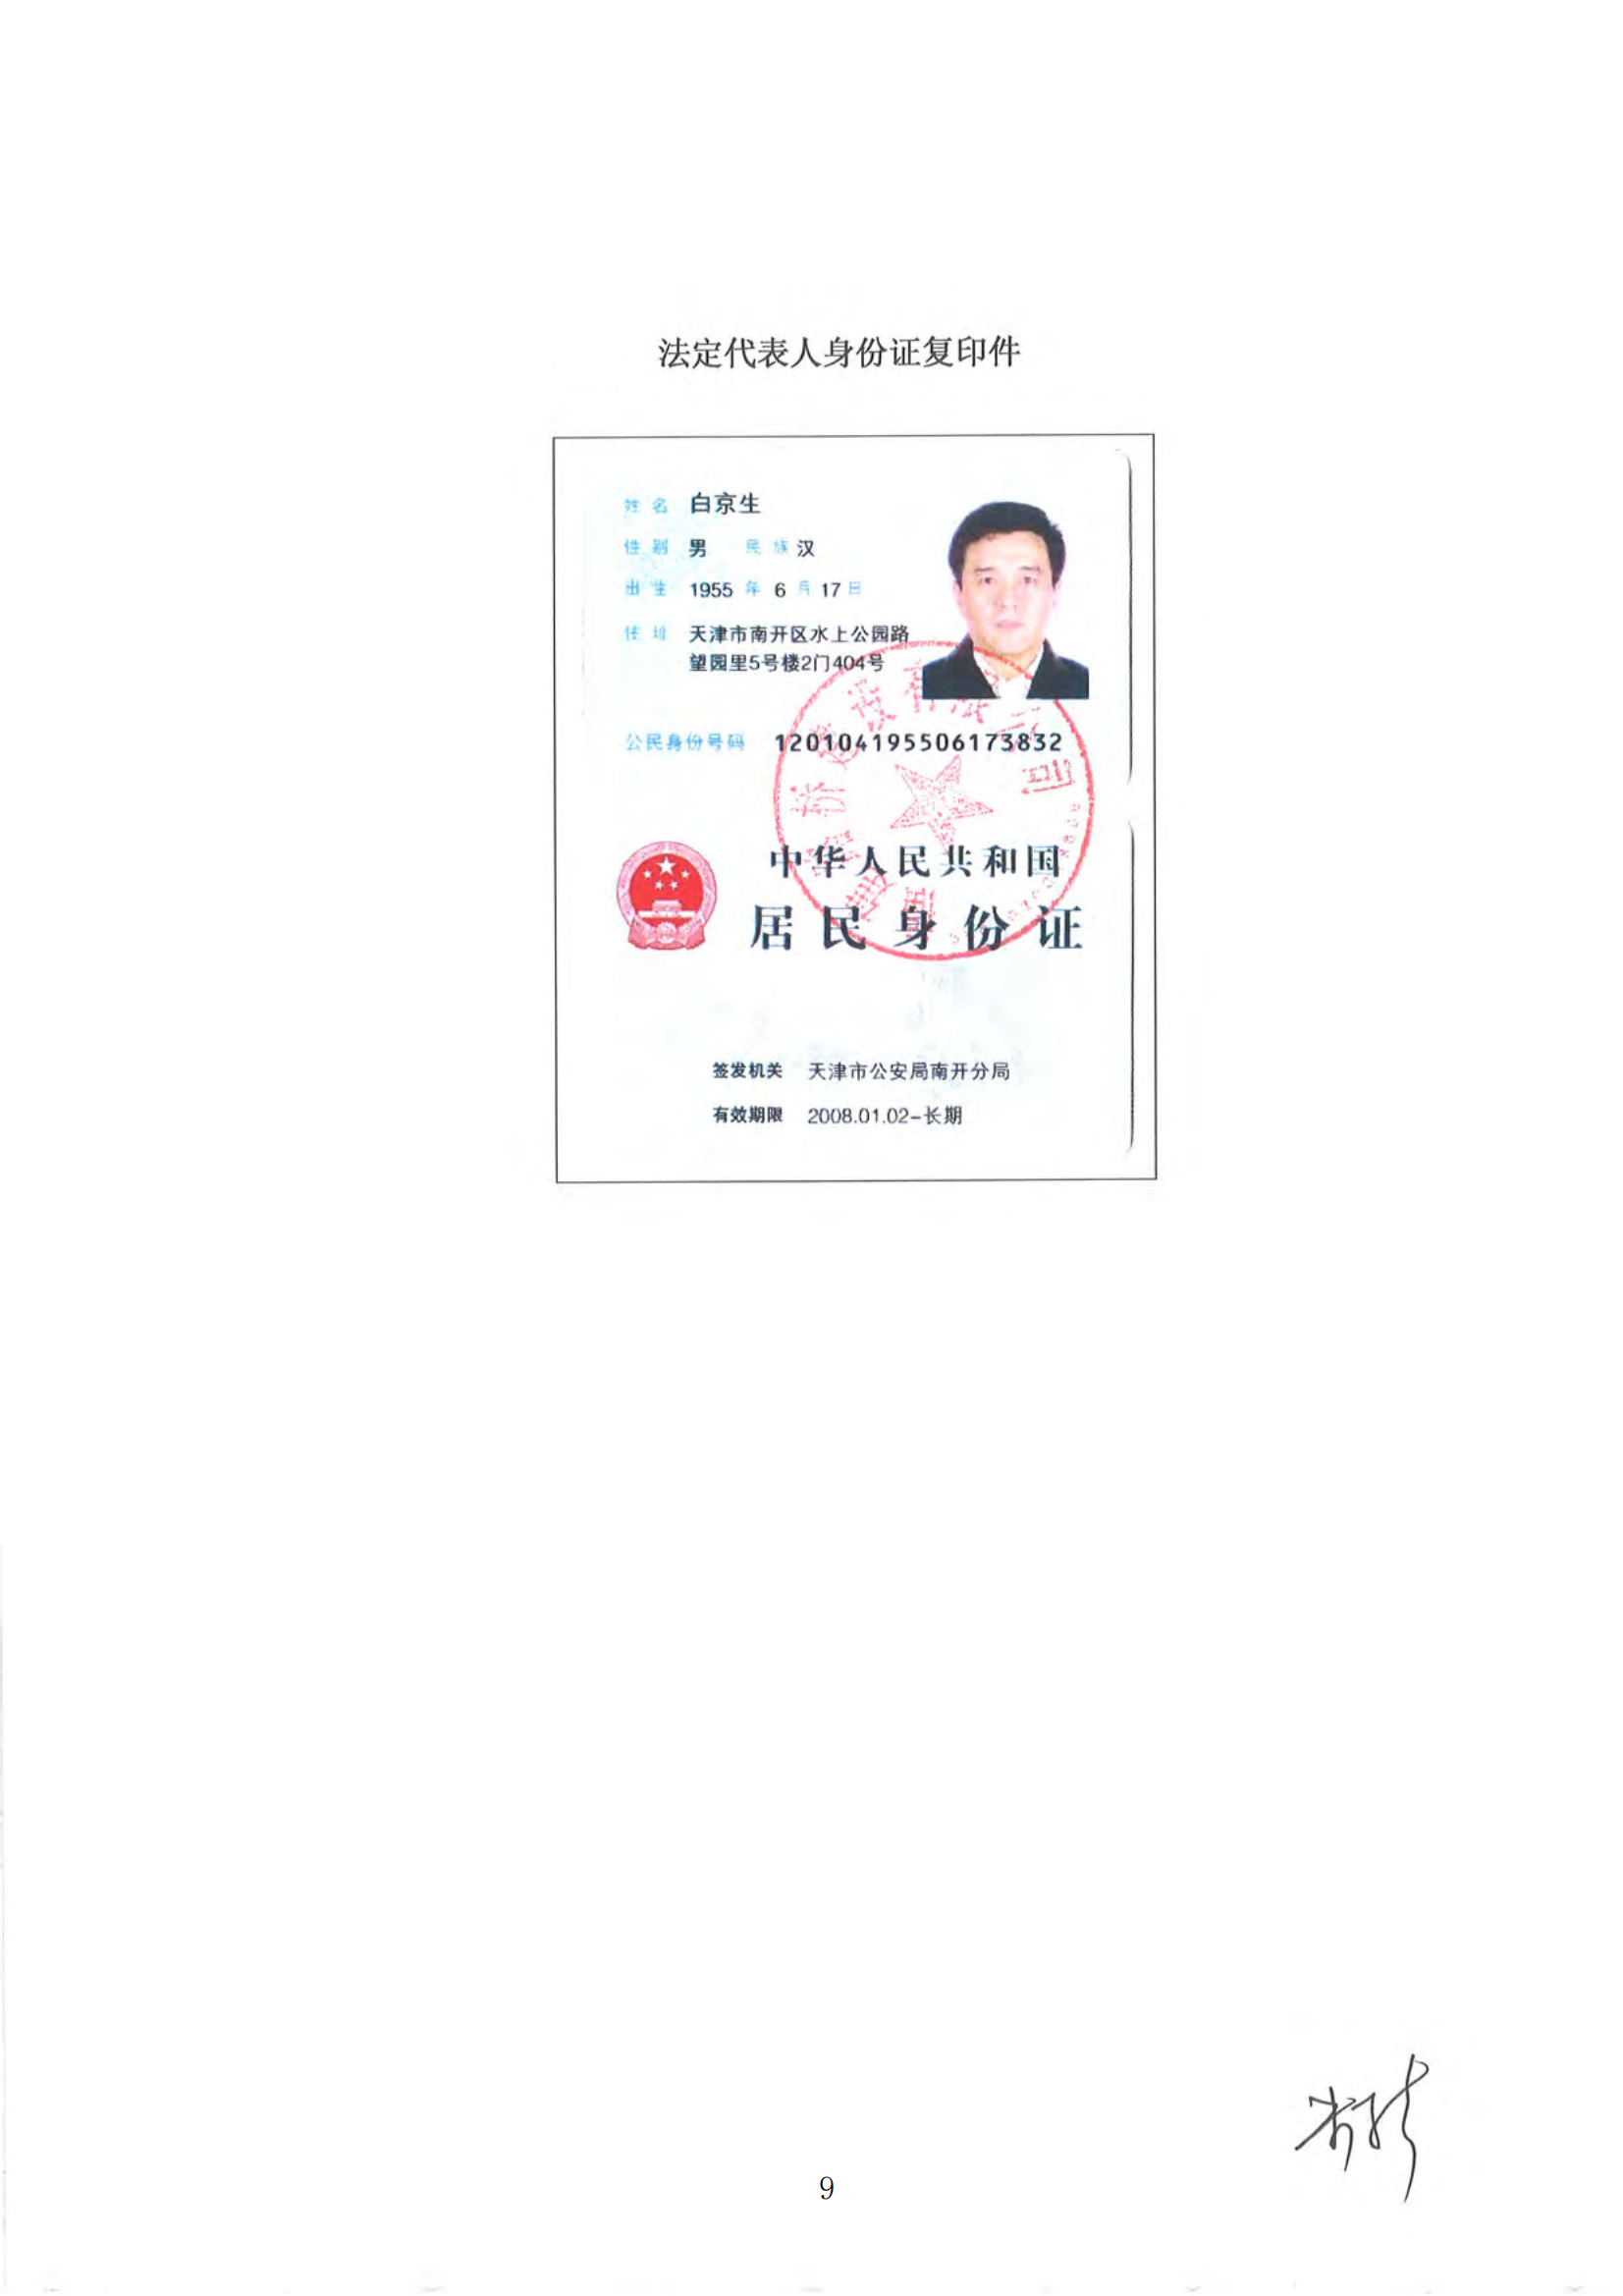 法定代表人身份证复印件
姓名 白京生
性别 男 民族 汉
出生 1955 年 6 月 17 日
住址 天津市南开区水上公园路
望园里5号楼2门404号
公民身份号码 120104195506173832
中华人民共和国
居民身份证
签发机关 天津市公安局南开分局
有效期限 2008.01.02-长期
9